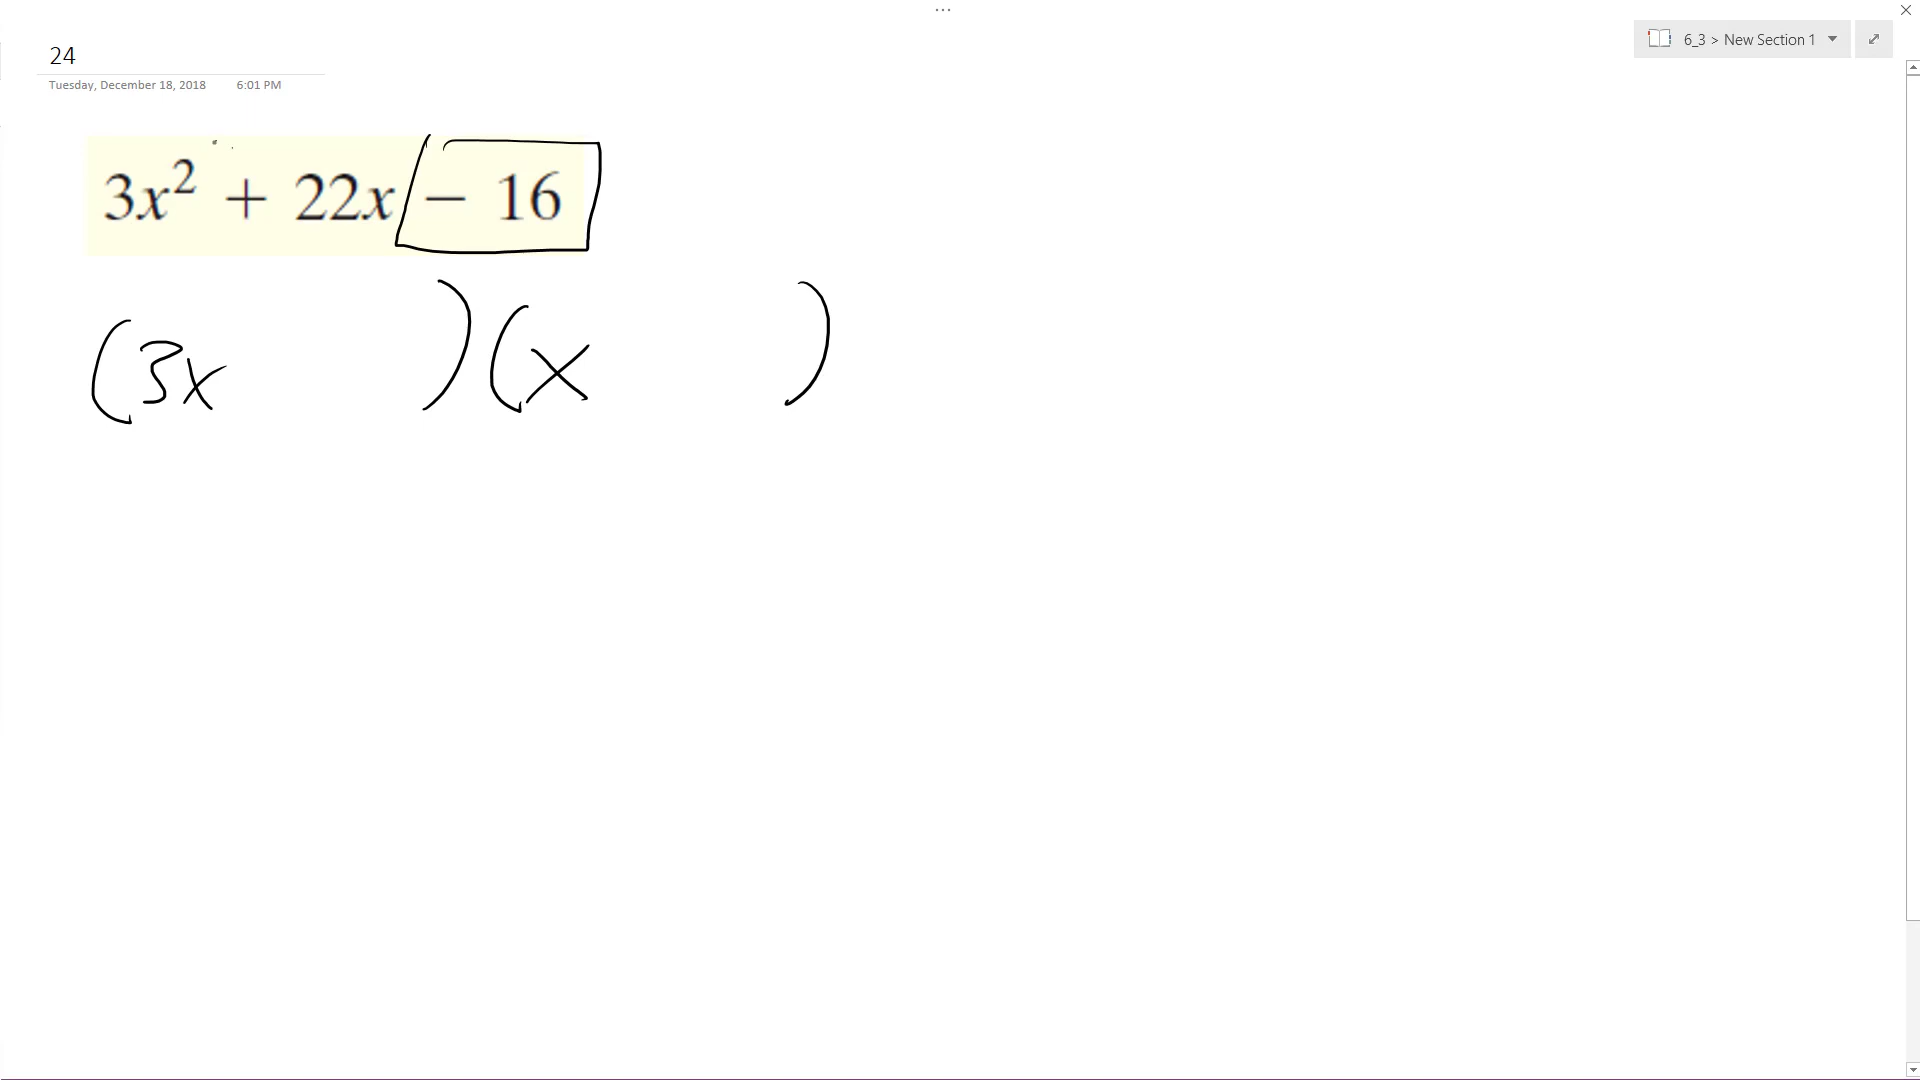 24
6_3 > New Section 1
Tuesday, December 18, 2018 6:01 PM
3x² + 22x − 16
(3x )(x )